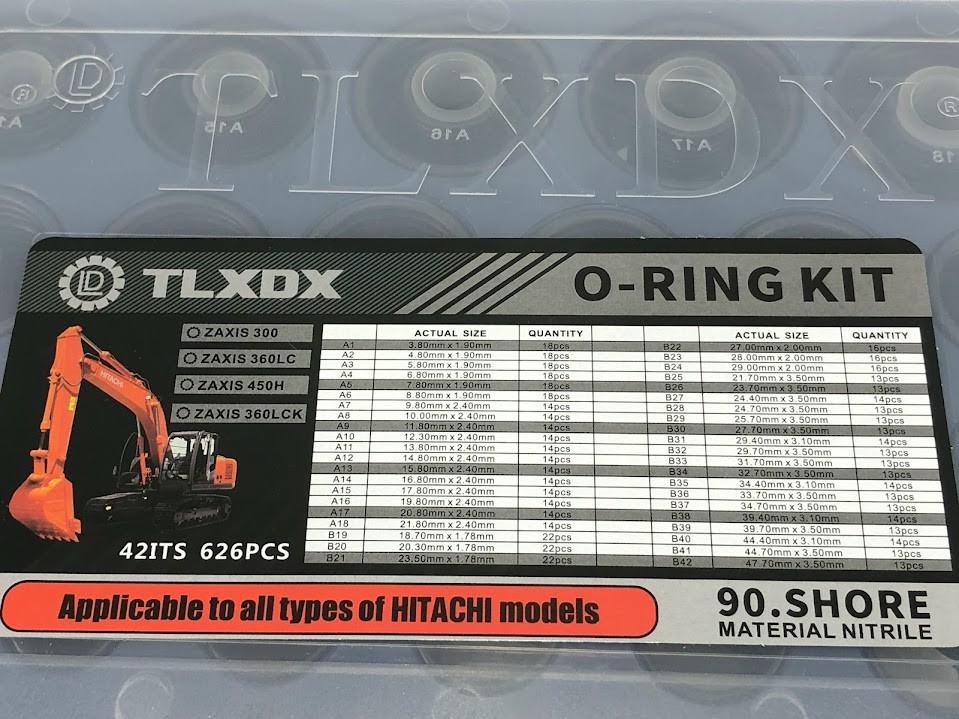 TLXDX
R
A15
A16
A17
18
R
LD TLXDX O-RING KIT
ZAXIS 300
ZAXIS 360LC
ZAXIS 450H
ZAXIS 360LCK
HITACHI
42ITS 626PCS
ACTUAL SIZE QUANTITY ACTUAL SIZE QUANTITY
A1 3.80mm x 1.90mm 18pcs B22 27.00mm x 2.00mm 16pcs
A2 4.80mm x 1.90mm 18pcs B23 28.00mm x 2.00mm 16pcs
A3 5.80mm x 1.90mm 18pcs B24 29.00mm x 2.00mm 16pcs
A4 6.80mm x 1.90mm 18pcs B25 21.70mm x 3.50mm 13pcs
A5 7.80mm x 1.90mm 18pcs B26 23.70mm x 3.50mm 13pcs
A6 8.80mm x 1.90mm 18pcs B27 24.40mm x 3.50mm 14pcs
A7 9.80mm x 2.40mm 14pcs B28 24.70mm x 3.50mm 13pcs
A8 10.00mm x 2.40mm 14pcs B29 25.70mm x 3.50mm 13pcs
A9 11.80mm x 2.40mm 14pcs B30 27.70mm x 3.50mm 13pcs
A10 12.30mm x 2.40mm 14pcs B31 29.40mm x 3.10mm 14pcs
A11 13.80mm x 2.40mm 14pcs B32 29.70mm x 3.50mm 13pcs
A12 14.80mm x 2.40mm 14pcs B33 31.70mm x 3.50mm 13pcs
A13 15.80mm x 2.40mm 14pcs B34 32.70mm x 3.50mm 13pcs
A14 16.80mm x 2.40mm 14pcs B35 34.40mm x 3.10mm 14pcs
A15 17.80mm x 2.40mm 14pcs B36 33.70mm x 3.50mm 13pcs
A16 19.80mm x 2.40mm 14pcs B37 34.70mm x 3.50mm 13pcs
A17 20.80mm x 2.40mm 14pcs B38 39.40mm x 3.10mm 14pcs
A18 21.80mm x 2.40mm 14pcs B39 39.70mm x 3.50mm 13pcs
B19 18.70mm x 1.78mm 22pcs B40 44.40mm x 3.10mm 14pcs
B20 20.30mm x 1.78mm 22pcs B41 44.70mm x 3.50mm 13pcs
B21 23.50mm x 1.78mm 22pcs B42 47.70mm x 3.50mm 13pcs
Applicable to all types of HITACHI models
90.SHORE
MATERIAL NITRILE